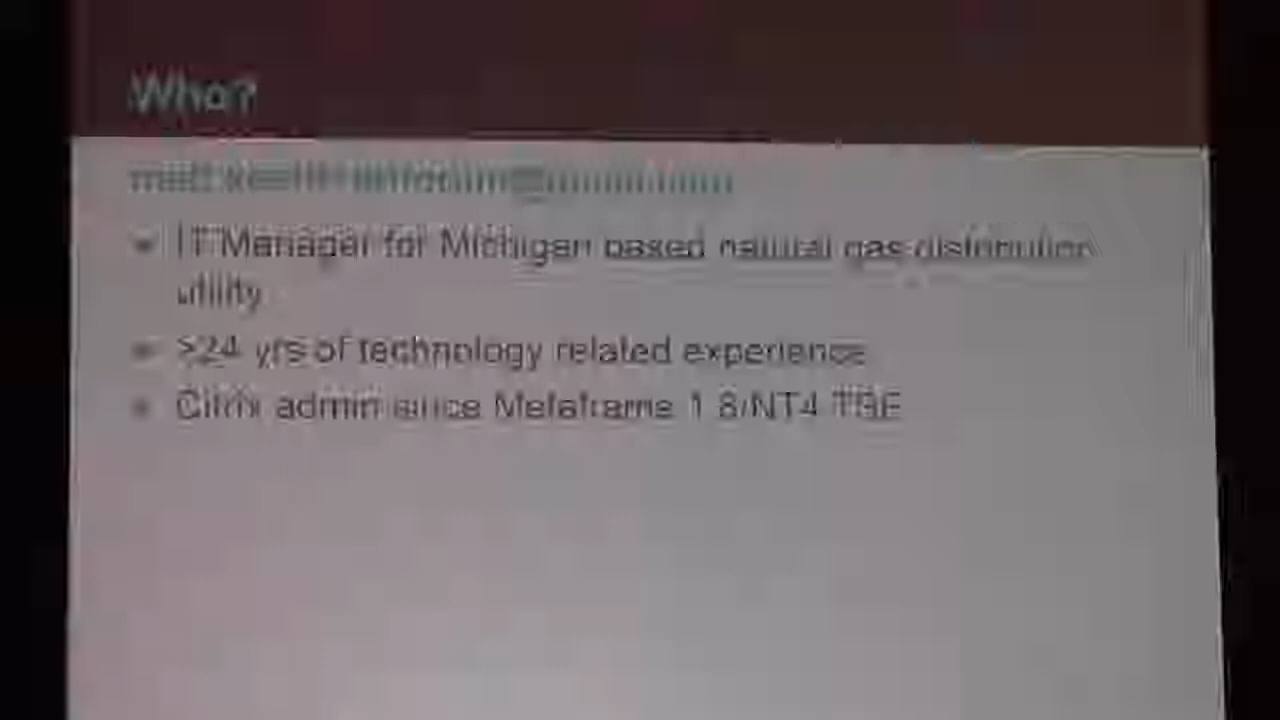 Who?
• IT Manager for Michigan based natural gas distribution
utility
• >24 yrs of technology related experience
• Citrix admin since Metaframe 1.8/NT4 TSE